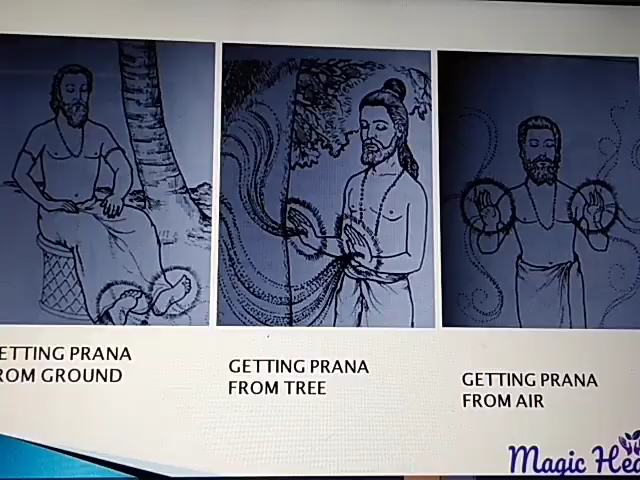 ETTING PRANA
ROM GROUND
GETTING PRANA
FROM TREE
GETTING PRANA
FROM AIR
Magic Hea